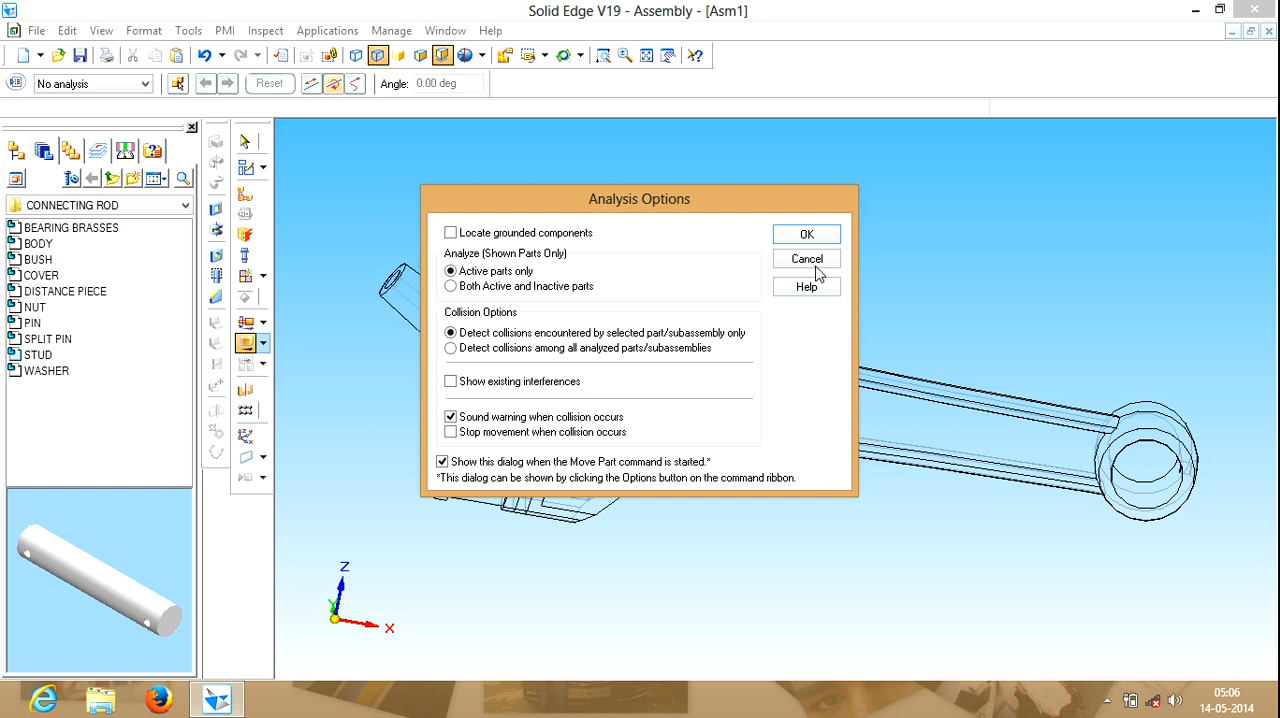 Solid Edge V19 - Assembly - [Asm1]
File Edit View Format Tools PMI Inspect Applications Manage Window Help
No analysis Reset Angle: 0.00 deg
CONNECTING ROD
BEARING BRASSES
BODY
BUSH
COVER
DISTANCE PIECE
NUT
PIN
SPLIT PIN
STUD
WASHER
Analysis Options
Locate grounded components
Analyze (Shown Parts Only)
Active parts only
Both Active and Inactive parts
Collision Options
Detect collisions encountered by selected part/subassembly only
Detect collisions among all analyzed parts/subassemblies
Show existing interferences
Sound warning when collision occurs
Stop movement when collision occurs
Show this dialog when the Move Part command is started.*
*This dialog can be shown by clicking the Options button on the command ribbon.
OK
Cancel
Help
Z
Y
X
05:06
14-05-2014